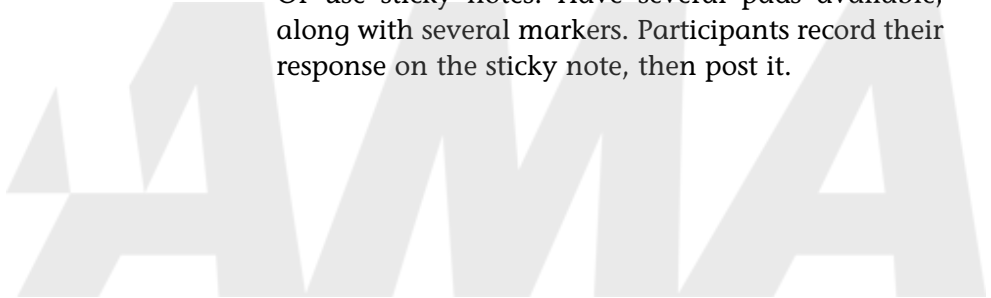 Or use sticky notes. Have several pads available,
along with several markers. Participants record their
response on the sticky note, then post it.
AMA